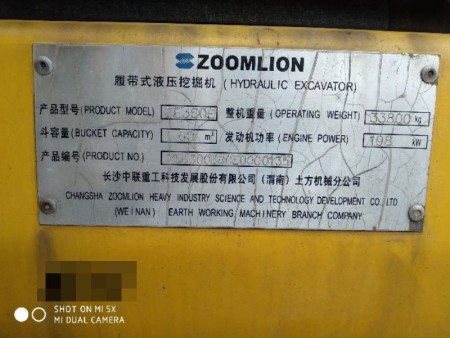 ZOOMLION
履带式液压挖掘机 (HYDRAULIC EXCAVATOR)
产品型号(PRODUCT MODEL) 整机重量 (OPERATING WEIGHT) 33800 kg
斗容量(BUCKET CAPACITY) m³ 发动机功率(ENGINE POWER) 198 kW
产品编号(PRODUCT NO.)
长沙中联重工科技发展股份有限公司(渭南)土方机械分公司
CHANGSHA ZOOMLION HEAVY INDUSTRY SCIENCE AND TECHNOLOGY DEVELOPMENT CO., LTD
(WEI NAN) EARTH WORKING MACHINERY BRANCH COMPANY
SHOT ON MI 5X
MI DUAL CAMERA